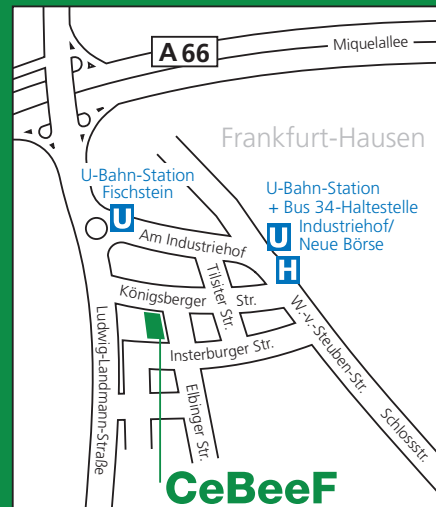 A 66
Miquelallee
Frankfurt-Hausen
U-Bahn-Station
Fischstein
U
U-Bahn-Station
+ Bus 34-Haltestelle
Industriehof/
Neue Börse
U
H
Am Industriehof
Tilsiter Str.
Königsberger Str.
Insterburger Str.
W.-v.-Steuben-Str.
Schlossstr.
Ludwig-Landmann-Straße
Elbinger Str.
CeBeeF